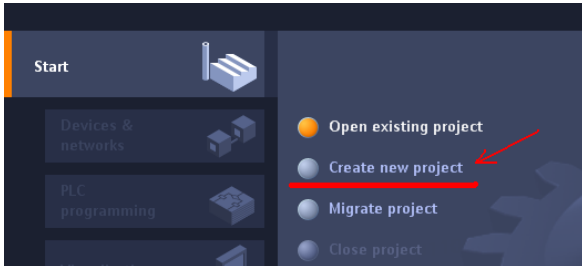 Start
Devices &
networks
PLC
programming
Open existing project
Create new project
Migrate project
Close project